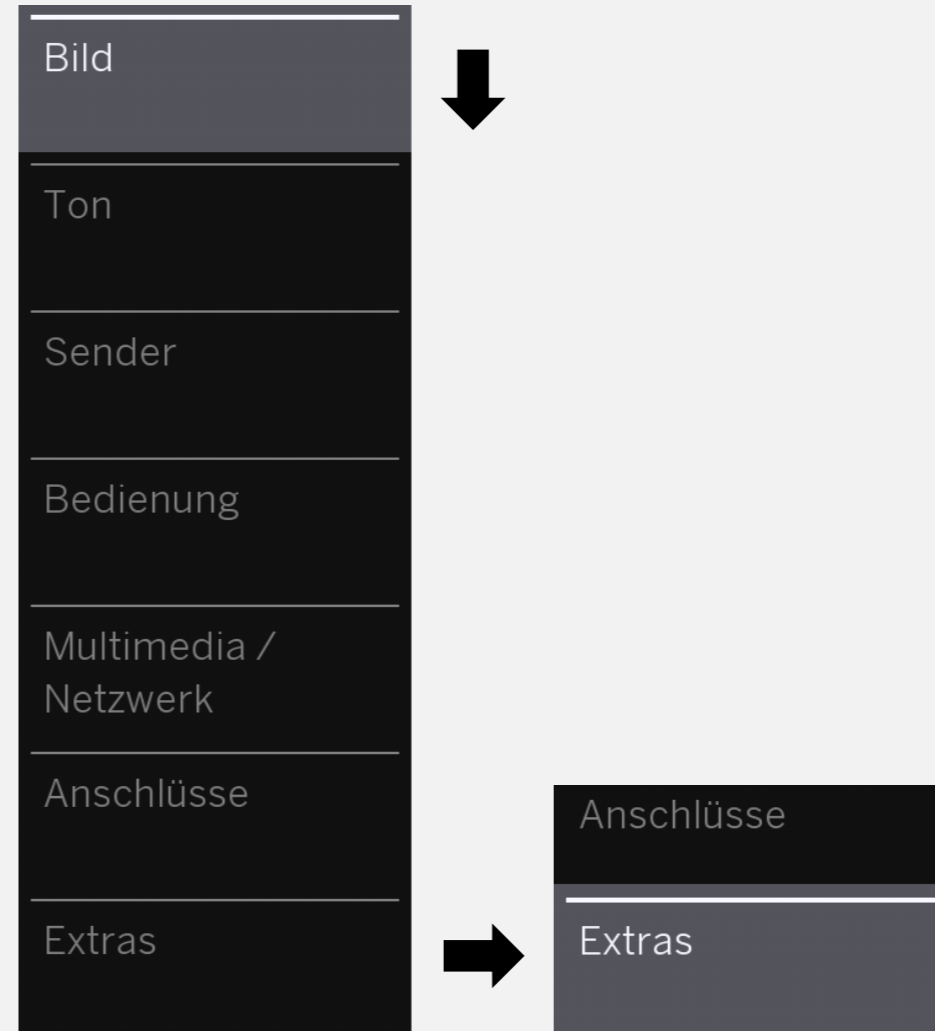 Bild
Ton
Sender
Bedienung
Multimedia /
Netzwerk
Anschlüsse
Extras
Anschlüsse
Extras